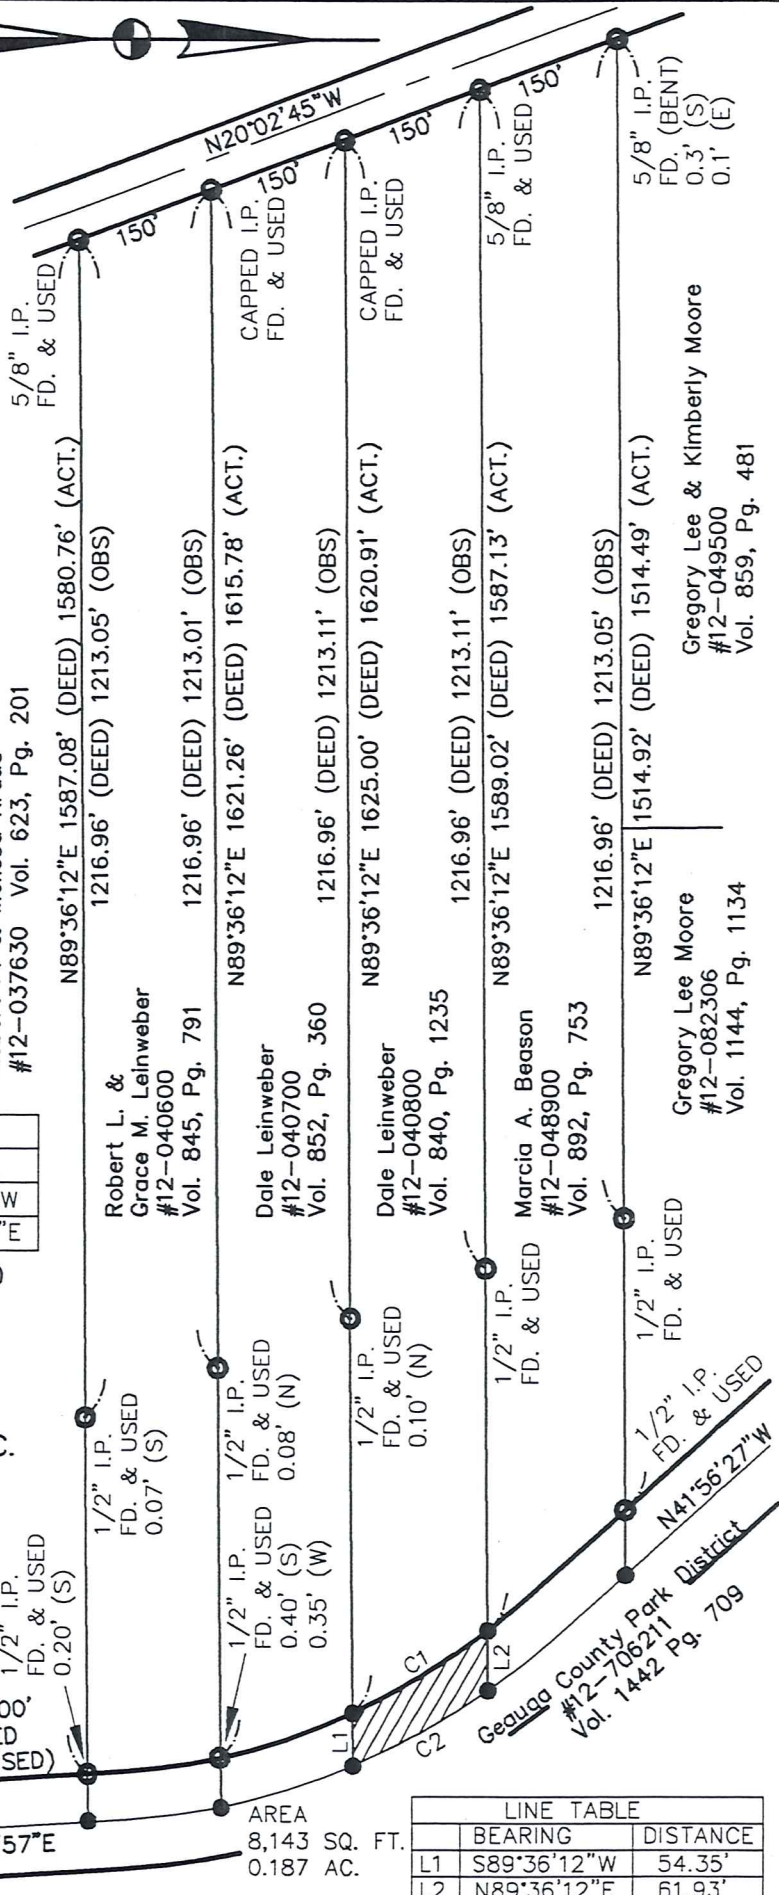 N20°02'45"W
150'
150'
150'
150'
5/8" I.P.
FD. & USED
CAPPED I.P.
FD. & USED
CAPPED I.P.
FD. & USED
5/8" I.P.
FD. & USED
5/8" I.P.
FD. (BENT)
0.3' (S)
0.1' (E)
#12-037630 Vol. 623, Pg. 201
N89°36'12"E 1587.08' (DEED) 1580.76' (ACT.)
1216.96' (DEED) 1213.05' (OBS)
Robert L. &
Grace M. Leinweber
#12-040600
Vol. 845, Pg. 791
1216.96' (DEED) 1213.01' (OBS)
N89°36'12"E 1621.26' (DEED) 1615.78' (ACT.)
Dale Leinweber
#12-040700
Vol. 852, Pg. 360
1216.96' (DEED) 1213.11' (OBS)
N89°36'12"E 1625.00' (DEED) 1620.91' (ACT.)
Dale Leinweber
#12-040800
Vol. 840, Pg. 1235
1216.96' (DEED) 1213.11' (OBS)
N89°36'12"E 1589.02' (DEED) 1587.13' (ACT.)
Marcia A. Beason
#12-048900
Vol. 892, Pg. 753
1216.96' (DEED) 1213.05' (OBS)
N89°36'12"E 1514.92' (DEED) 1514.49' (ACT.)
Gregory Lee & Kimberly Moore
#12-049500
Vol. 859, Pg. 481
Gregory Lee Moore
#12-082306
Vol. 1144, Pg. 1134
W
"E
1/2" I.P.
FD. & USED
0.07' (S)
1/2" I.P.
FD. & USED
0.08' (N)
1/2" I.P.
FD. & USED
0.10' (N)
1/2" I.P.
FD. & USED
1/2" I.P.
FD. & USED
1/2" I.P.
FD. & USED
0.20' (S)
1/2" I.P.
FD. & USED
0.40' (S)
0.35' (W)
1/2" I.P.
FD. & USED
N41°56'27"W
00'
ED
SED)
L1
C1
C2
L2
Geauga County Park District
#12-706211
Vol. 1442 Pg. 709
57"E
AREA
8,143 SQ. FT.
0.187 AC.
LINE TABLE
BEARING DISTANCE
L1 S89°36'12"W 54.35'
L2 N89°36'12"E 61.93'